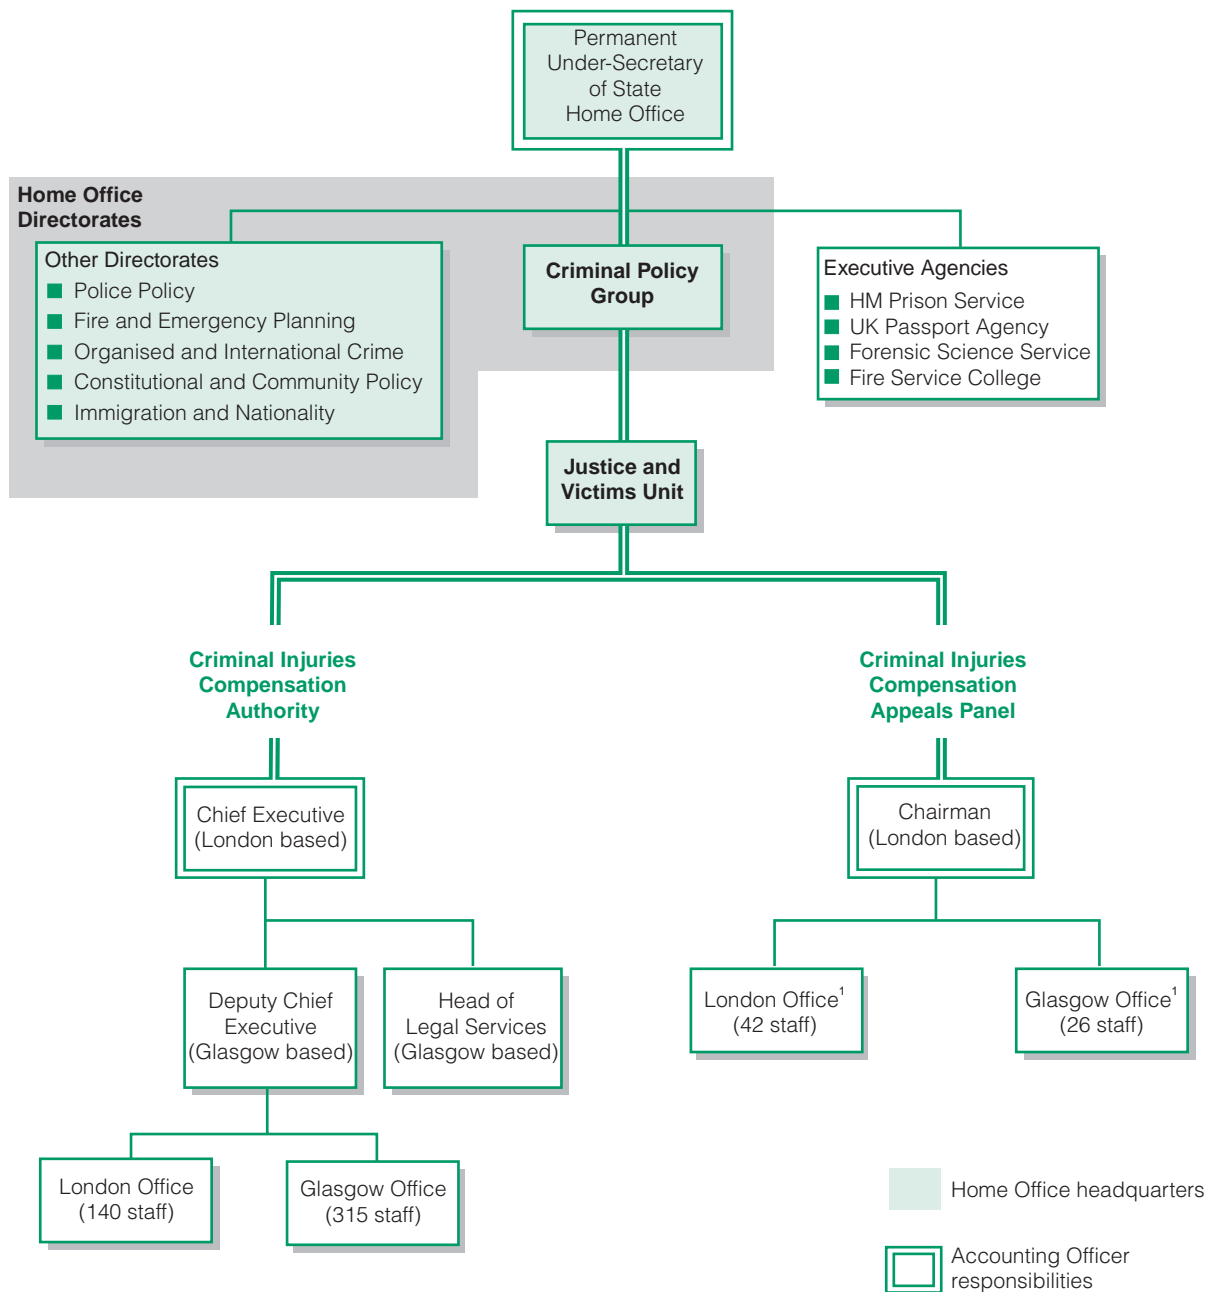 Permanent
Under-Secretary
of State
Home Office
Home Office
Directorates
Other Directorates
Police Policy
Fire and Emergency Planning
Organised and International Crime
Constitutional and Community Policy
Immigration and Nationality
Criminal Policy
Group
Executive Agencies
HM Prison Service
UK Passport Agency
Forensic Science Service
Fire Service College
Justice and
Victims Unit
Criminal Injuries
Compensation
Authority
Criminal Injuries
Compensation
Appeals Panel
Chief Executive
(London based)
Chairman
(London based)
Deputy Chief
Executive
(Glasgow based)
Head of
Legal Services
(Glasgow based)
London Office¹
(42 staff)
Glasgow Office¹
(26 staff)
London Office
(140 staff)
Glasgow Office
(315 staff)
Home Office headquarters
Accounting Officer
responsibilities